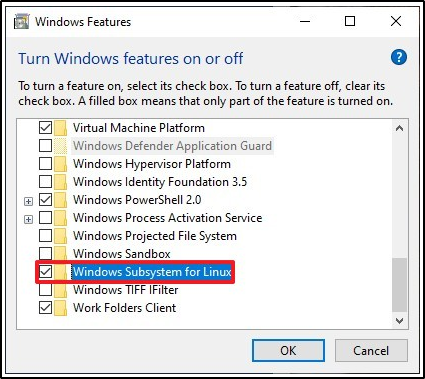 Windows Features
Turn Windows features on or off
?
To turn a feature on, select its check box. To turn a feature off, clear its
check box. A filled box means that only part of the feature is turned on.
Virtual Machine Platform
Windows Defender Application Guard
Windows Hypervisor Platform
Windows Identity Foundation 3.5
Windows PowerShell 2.0
Windows Process Activation Service
Windows Projected File System
Windows Sandbox
Windows Subsystem for Linux
Windows TIFF IFilter
Work Folders Client
OK
Cancel